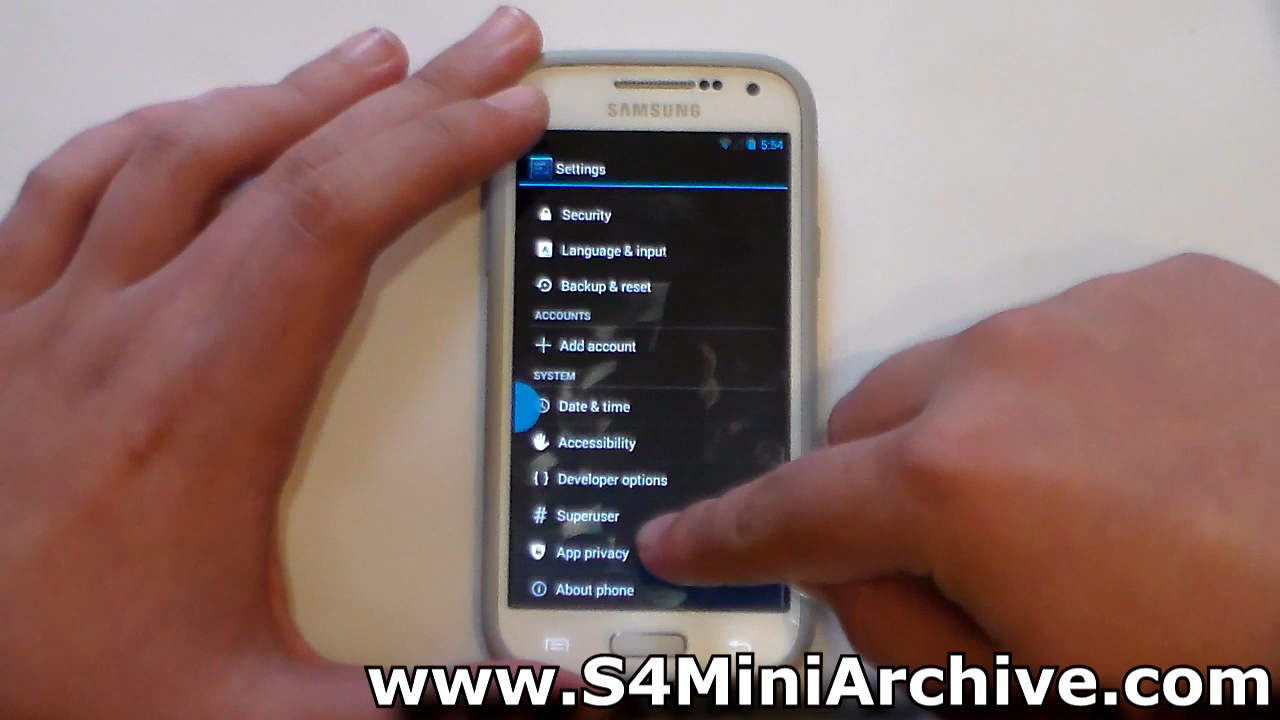 SAMSUNG
5:54
Settings
Security
Language & input
Backup & reset
ACCOUNTS
Add account
SYSTEM
Date & time
Accessibility
Developer options
# Superuser
App privacy
About phone
www.S4MiniArchive.com